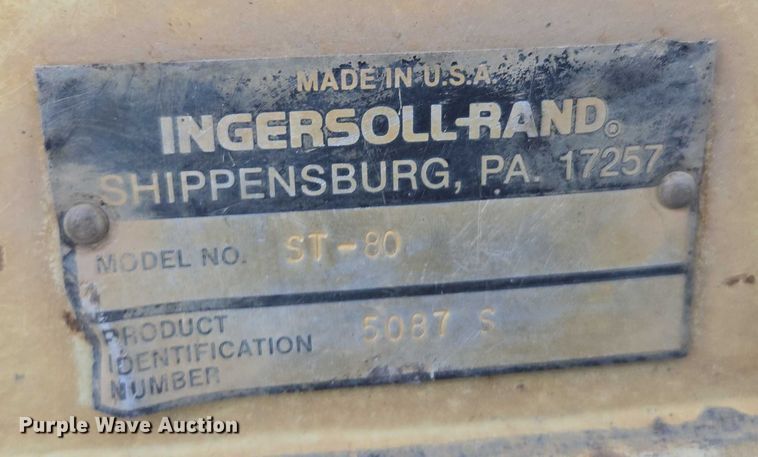 MADE IN U.S.A.
INGERSOLL-RAND®
SHIPPENSBURG, PA. 17257
MODEL NO. ST-80
PRODUCT
IDENTIFICATION
NUMBER
5087 S
Purple Wave Auction®